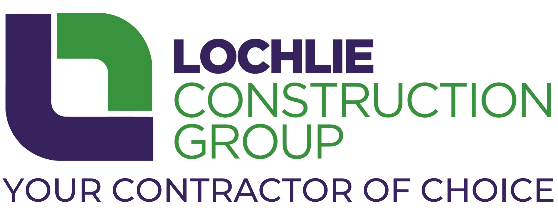 LOCHLIE
CONSTRUCTION
GROUP
YOUR CONTRACTOR OF CHOICE